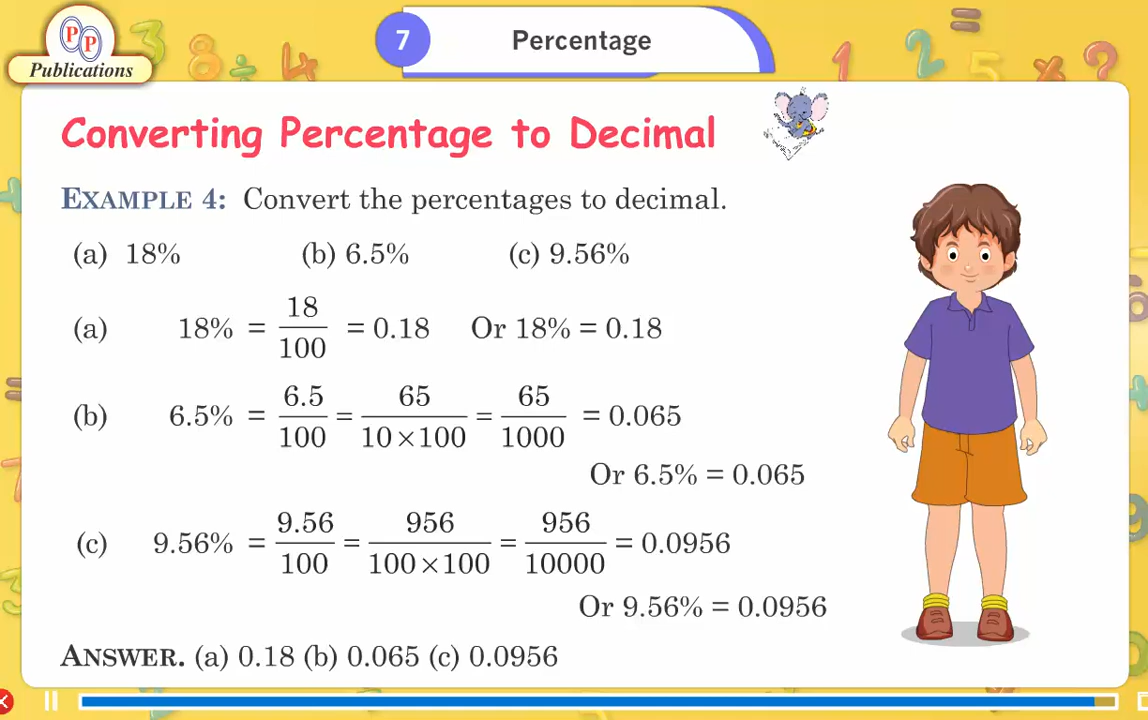 PP
Publications
7 Percentage
Converting Percentage to Decimal
EXAMPLE 4: Convert the percentages to decimal.
(a) 18% (b) 6.5% (c) 9.56%
(a) 18% = 18/100 = 0.18 Or 18% = 0.18
(b) 6.5% = 6.5/100 = 65/10×100 = 65/1000 = 0.065
Or 6.5% = 0.065
(c) 9.56% = 9.56/100 = 956/100×100 = 956/10000 = 0.0956
Or 9.56% = 0.0956
ANSWER. (a) 0.18 (b) 0.065 (c) 0.0956